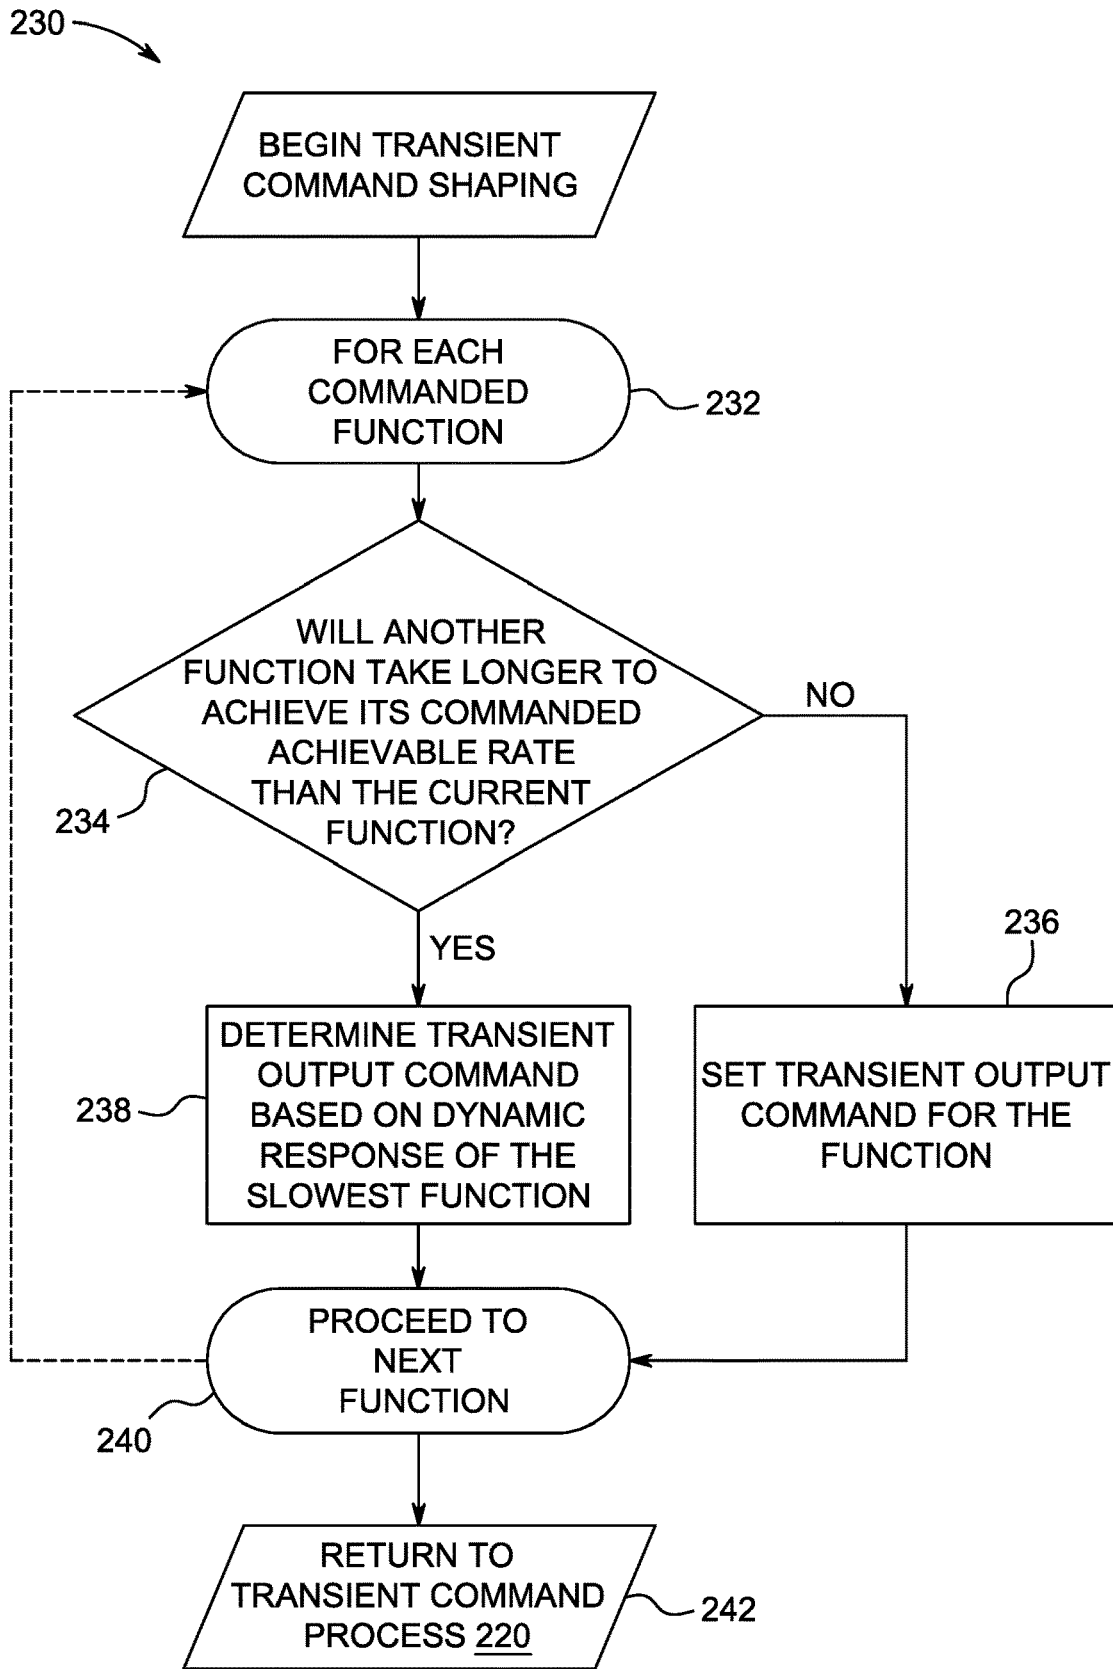 230
BEGIN TRANSIENT
COMMAND SHAPING
FOR EACH
COMMANDED
FUNCTION
232
WILL ANOTHER
FUNCTION TAKE LONGER TO
ACHIEVE ITS COMMANDED
ACHIEVABLE RATE
THAN THE CURRENT
FUNCTION?
234
NO
YES
236
DETERMINE TRANSIENT
OUTPUT COMMAND
BASED ON DYNAMIC
RESPONSE OF THE
SLOWEST FUNCTION
238
SET TRANSIENT OUTPUT
COMMAND FOR THE
FUNCTION
PROCEED TO
NEXT
FUNCTION
240
RETURN TO
TRANSIENT COMMAND
PROCESS 220
242